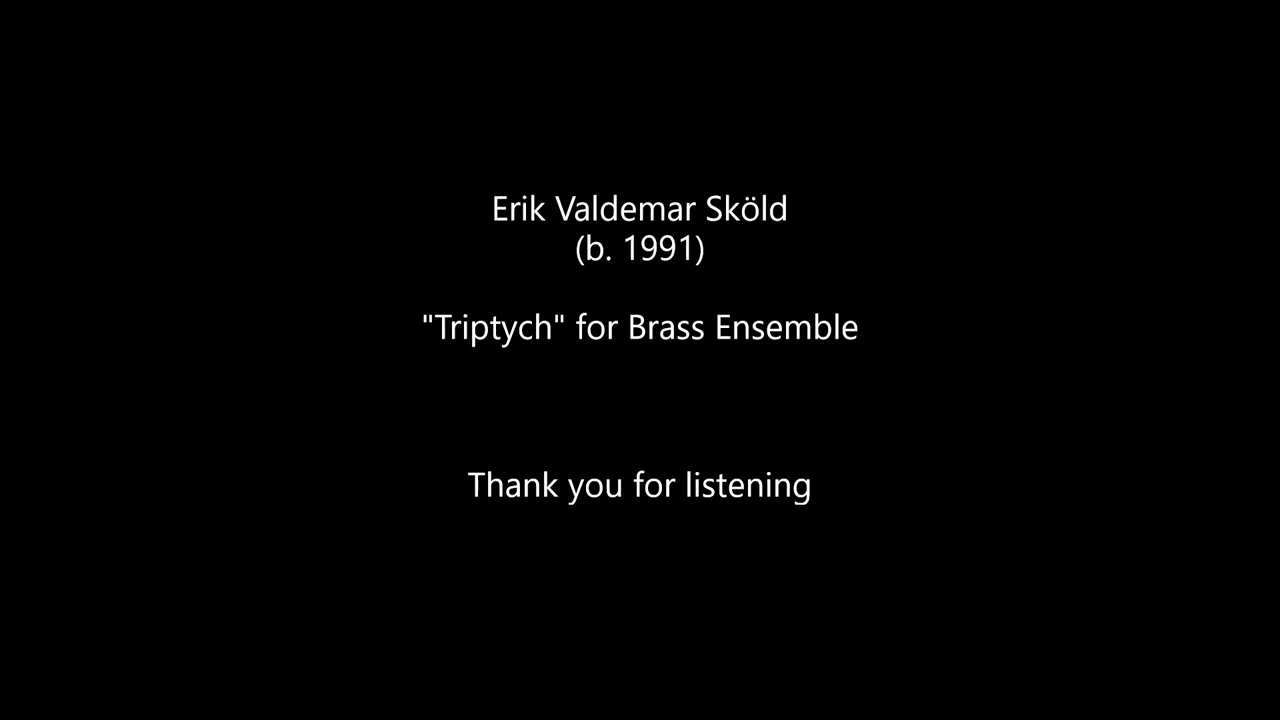 Erik Valdemar Sköld
(b. 1991)
"Triptych" for Brass Ensemble
Thank you for listening